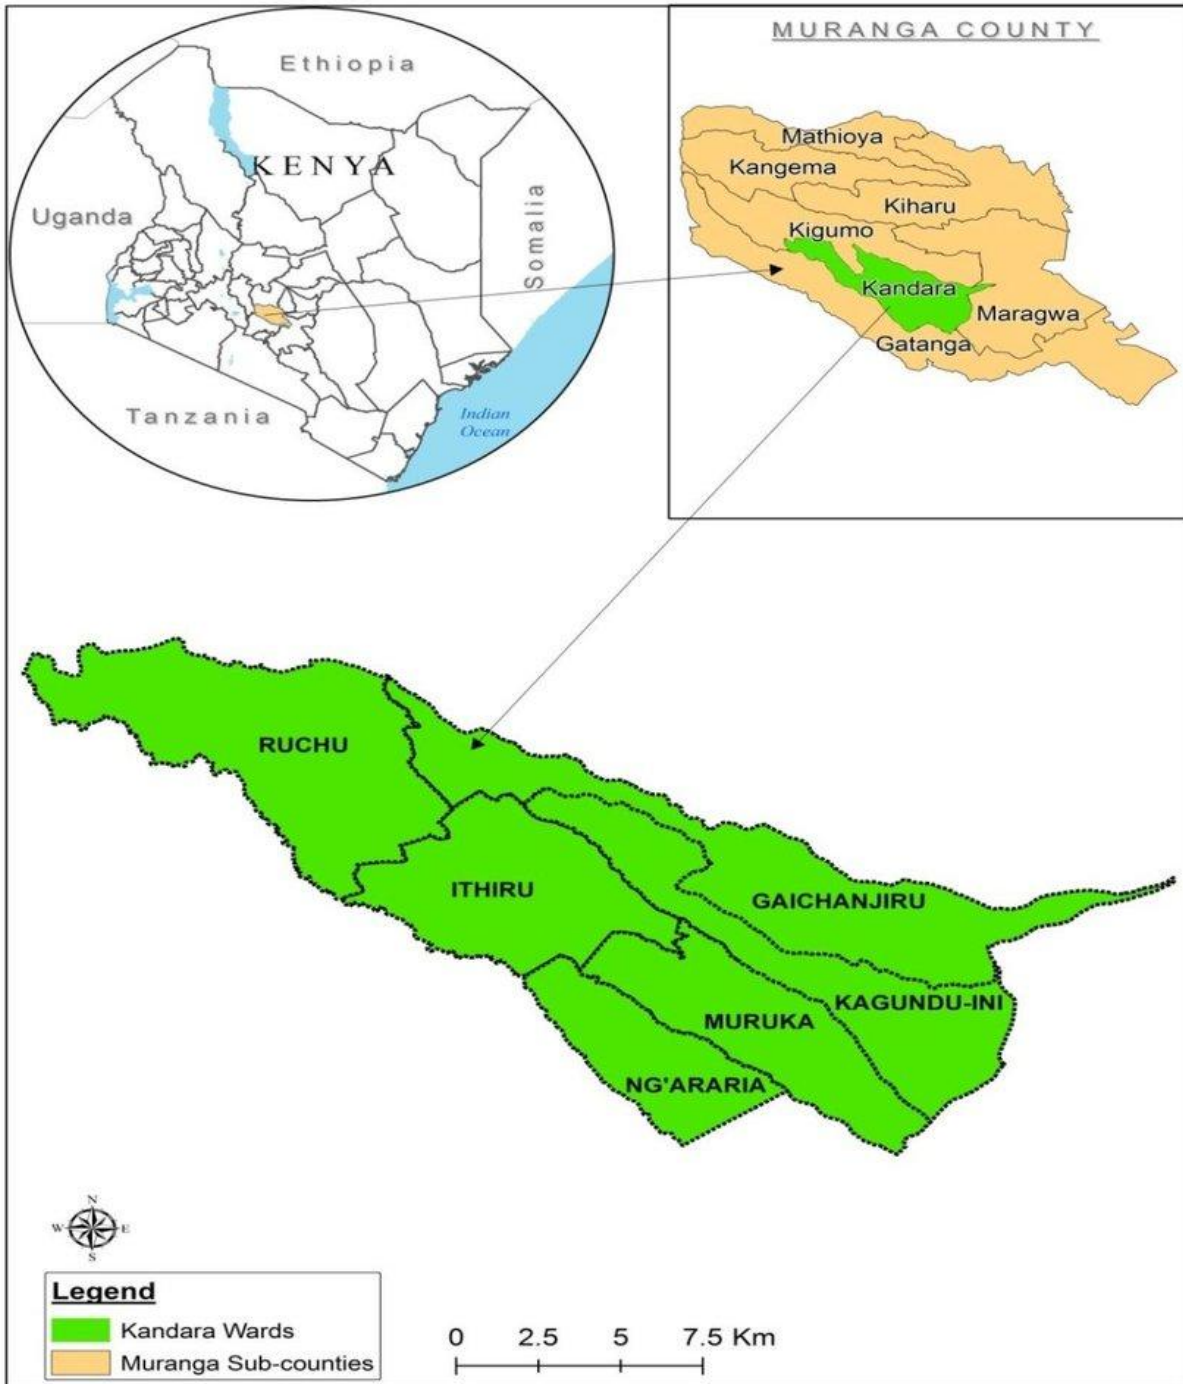 Ethiopia
KENYA
Uganda
Somalia
Tanzania
Indian
Ocean
MURANGA COUNTY
Mathioya
Kangema
Kiharu
Kigumo
Kandara
Maragwa
Gatanga
RUCHU
ITHIRU
GAICHANJIRU
KAGUNDU-INI
MURUKA
NG'ARARIA
N
W E
S
Legend
Kandara Wards
Muranga Sub-counties
0 2.5 5 7.5 Km